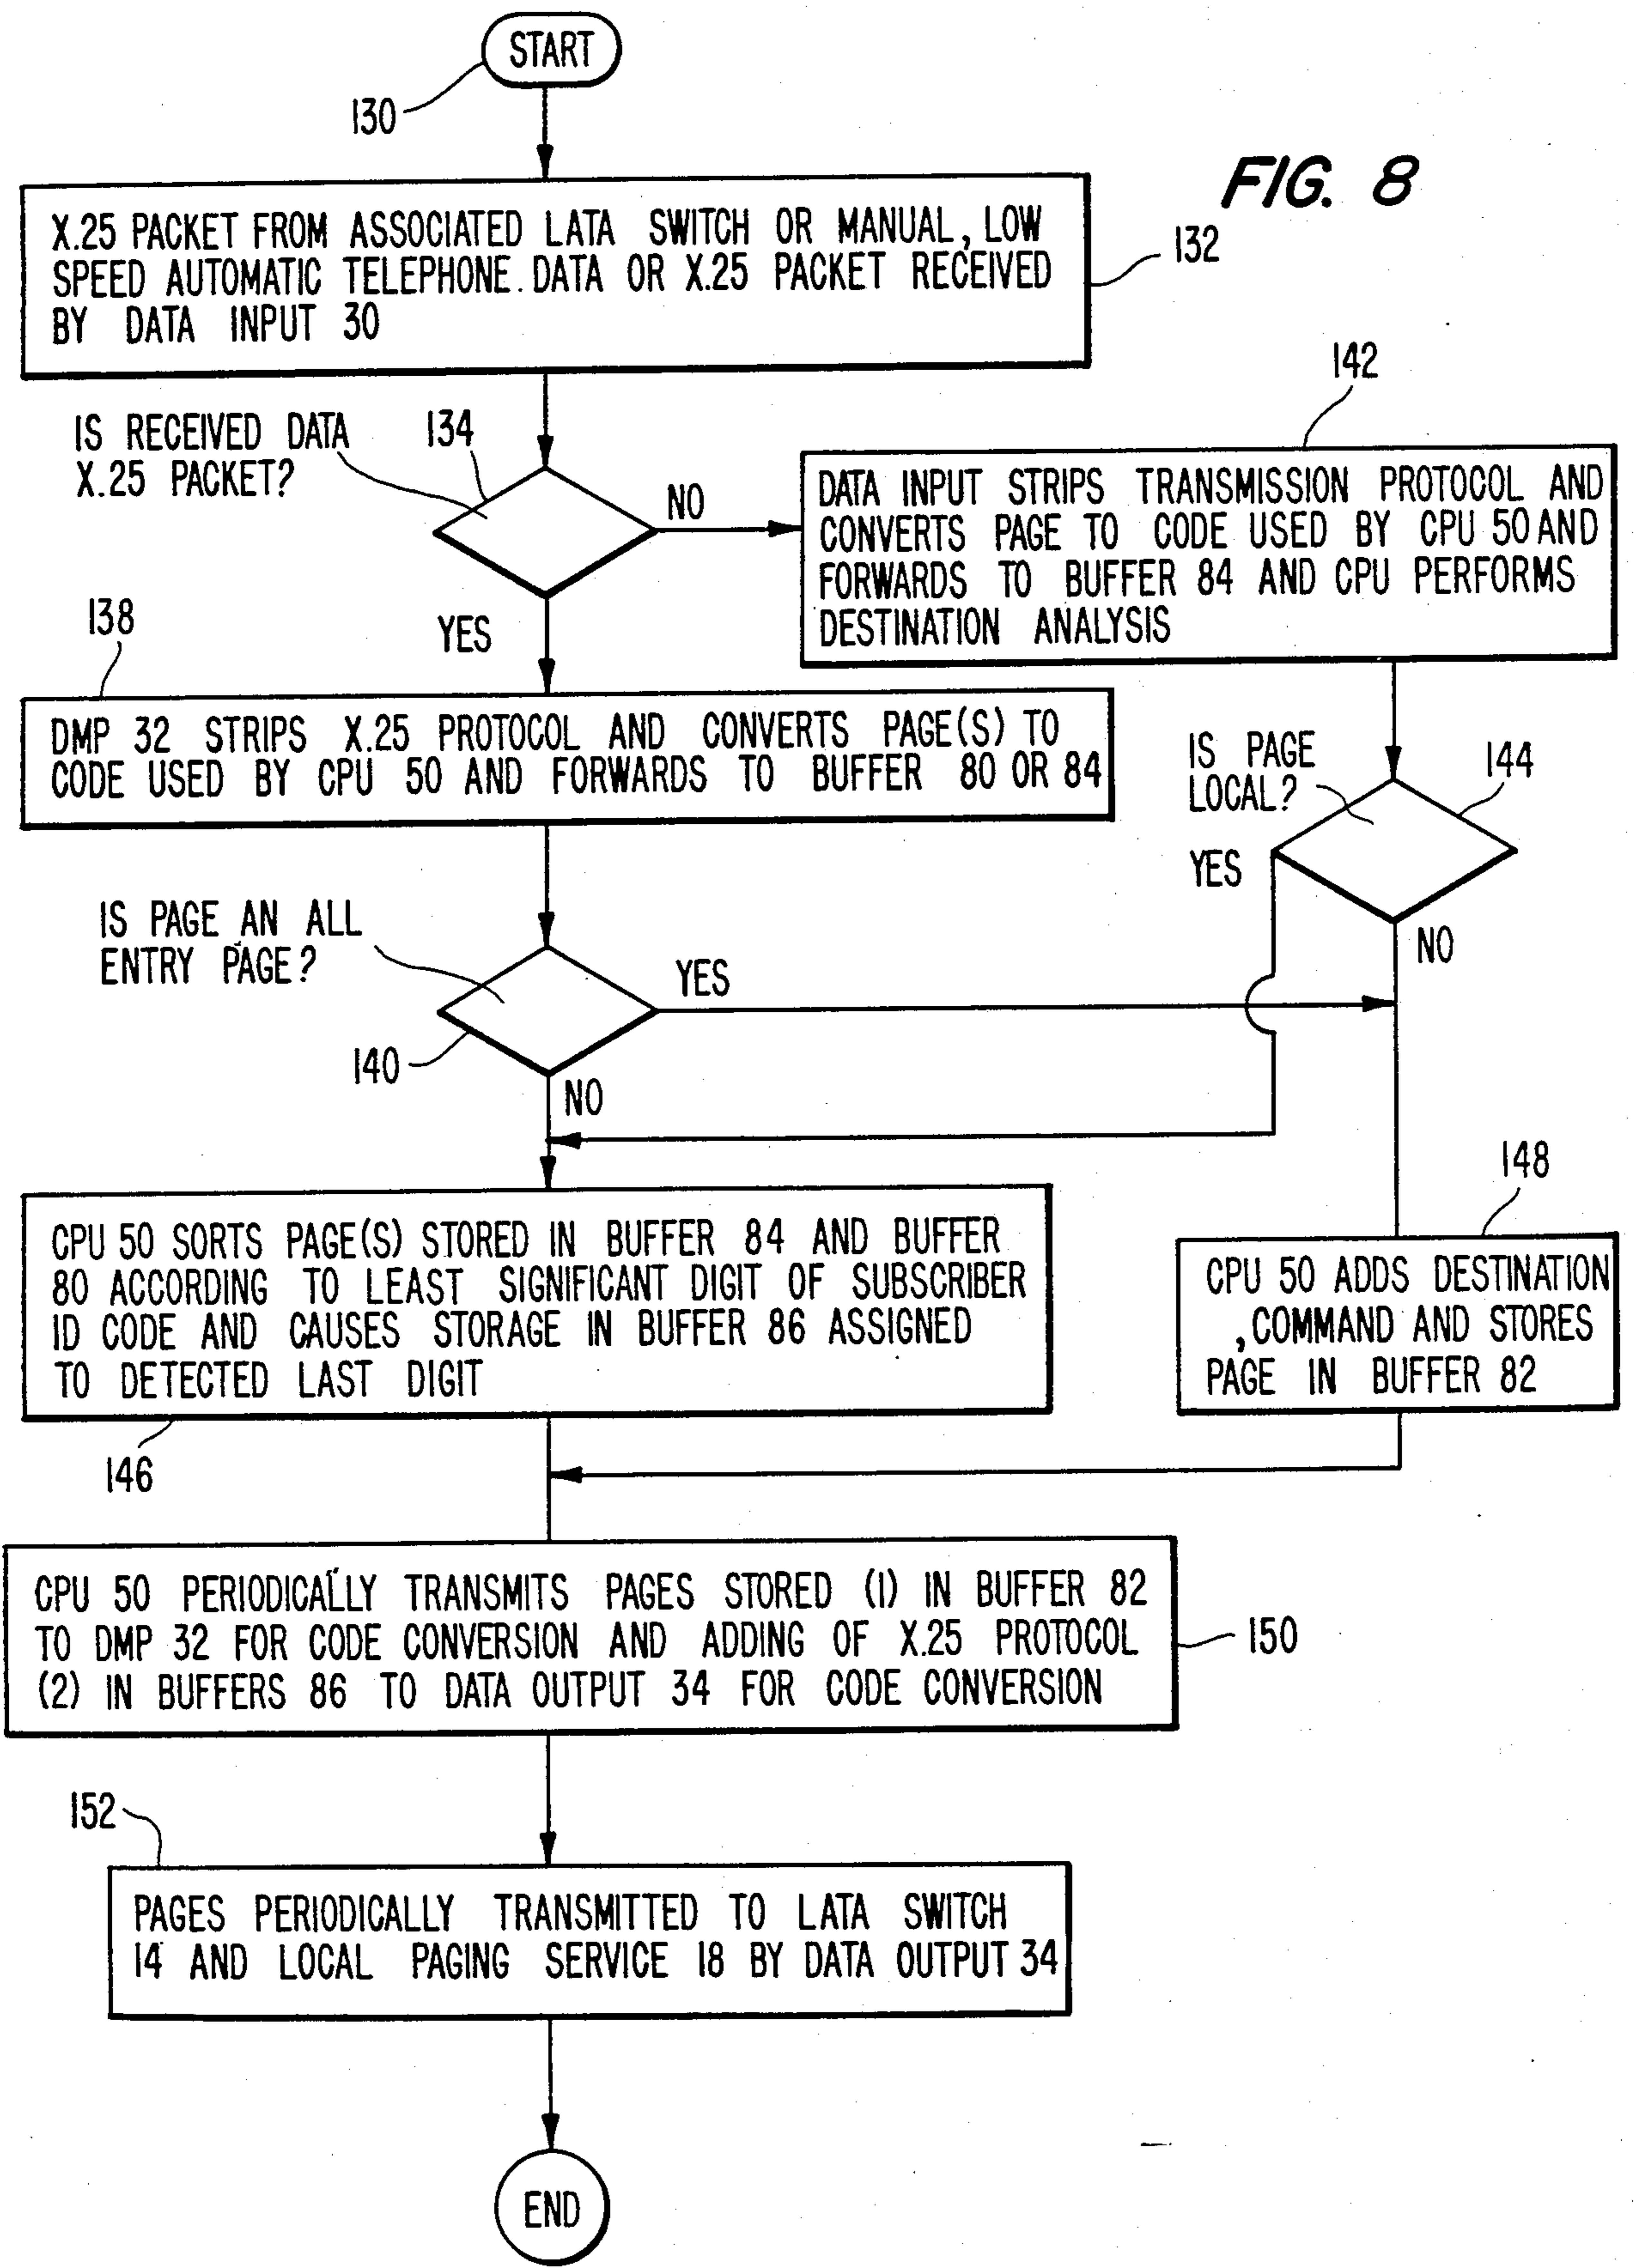 START
130
FIG. 8
X.25 PACKET FROM ASSOCIATED LATA SWITCH OR MANUAL, LOW
SPEED AUTOMATIC TELEPHONE. DATA OR X.25 PACKET RECEIVED
BY DATA INPUT 30
132
IS RECEIVED DATA
X.25 PACKET?
134
NO
YES
142
DATA INPUT STRIPS TRANSMISSION PROTOCOL AND
CONVERTS PAGE TO CODE USED BY CPU 50 AND
FORWARDS TO BUFFER 84 AND CPU PERFORMS
DESTINATION ANALYSIS
138
DMP 32 STRIPS X.25 PROTOCOL AND CONVERTS PAGE(S) TO
CODE USED BY CPU 50 AND FORWARDS TO BUFFER 80 OR 84
IS PAGE
LOCAL?
144
YES
NO
IS PAGE AN ALL
ENTRY PAGE?
YES
140
NO
148
CPU 50 SORTS PAGE(S) STORED IN BUFFER 84 AND BUFFER
80 ACCORDING TO LEAST SIGNIFICANT DIGIT OF SUBSCRIBER
ID CODE AND CAUSES STORAGE IN BUFFER 86 ASSIGNED
TO DETECTED LAST DIGIT
146
CPU 50 ADDS DESTINATION
,COMMAND AND STORES
PAGE IN BUFFER 82
CPU 50 PERIODICALLY TRANSMITS PAGES STORED (1) IN BUFFER 82
TO DMP 32 FOR CODE CONVERSION AND ADDING OF X.25 PROTOCOL
(2) IN BUFFERS 86 TO DATA OUTPUT 34 FOR CODE CONVERSION
150
152
PAGES PERIODICALLY TRANSMITTED TO LATA SWITCH
14 AND LOCAL PAGING SERVICE 18 BY DATA OUTPUT 34
END